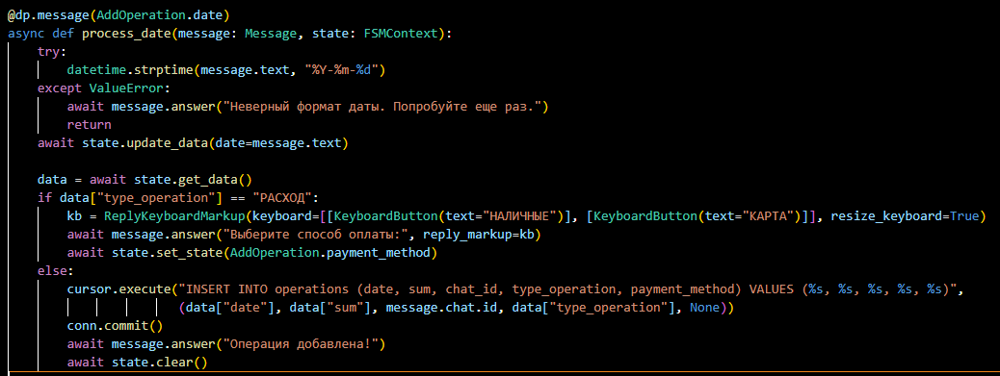 @dp.message(AddOperation.date)
async def process_date(message: Message, state: FSMContext):
    try:
        datetime.strptime(message.text, "%Y-%m-%d")
    except ValueError:
        await message.answer("Неверный формат даты. Попробуйте еще раз.")
        return
    await state.update_data(date=message.text)

    data = await state.get_data()
    if data["type_operation"] == "РАСХОД":
        kb = ReplyKeyboardMarkup(keyboard=[[KeyboardButton(text="НАЛИЧНЫЕ")], [KeyboardButton(text="КАРТА")]], resize_keyboard=True)
        await message.answer("Выберите способ оплаты:", reply_markup=kb)
        await state.set_state(AddOperation.payment_method)
    else:
        cursor.execute("INSERT INTO operations (date, sum, chat_id, type_operation, payment_method) VALUES (%s, %s, %s, %s, %s)",
                       (data["date"], data["sum"], message.chat.id, data["type_operation"], None))
        conn.commit()
        await message.answer("Операция добавлена!")
        await state.clear()